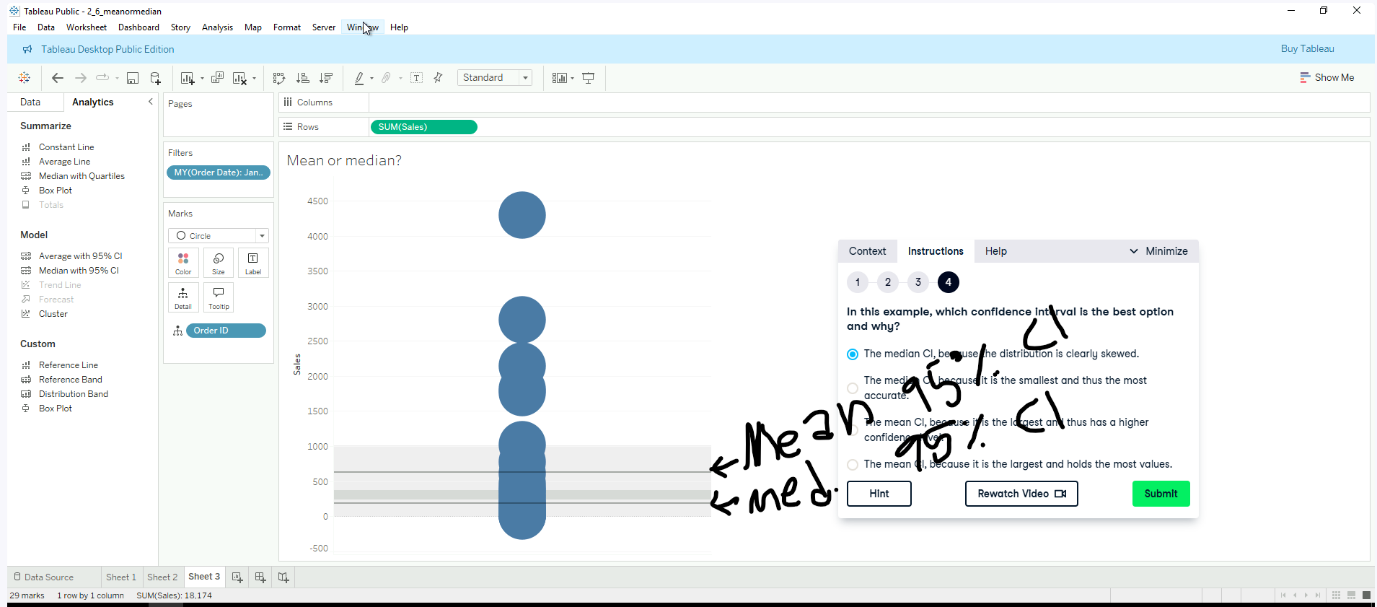 Tableau Public - 2_6_meanormedian
File Data Worksheet Dashboard Story Analysis Map Format Server Window Help
Tableau Desktop Public Edition Buy Tableau
Standard Show Me
Data Analytics
Pages
Columns
Rows SUM(Sales)
Summarize
Constant Line
Average Line
Median with Quartiles
Box Plot
Totals
Model
Average with 95% CI
Median with 95% CI
Trend Line
Forecast
Cluster
Custom
Reference Line
Reference Band
Distribution Band
Box Plot
Filters
MY(Order Date): Jan..
Marks
Circle
Color Size Label
Detail Tooltip
Order ID
Mean or median?
Sales
4500
4000
3500
3000
2500
2000
1500
1000
500
0
-500
Mean 95% CI
med. 95% CI
Context Instructions Help Minimize
1 2 3 4
In this example, which confidence interval is the best option
and why?
The median CI, because the distribution is clearly skewed.
The median CI, because it is the smallest and thus the most
accurate.
The mean CI, because it is the largest and thus has a higher
confidence level.
The mean CI, because it is the largest and holds the most values.
Hint Rewatch Video Submit
Data Source Sheet 1 Sheet 2 Sheet 3
29 marks 1 row by 1 column SUM(Sales): 18,174